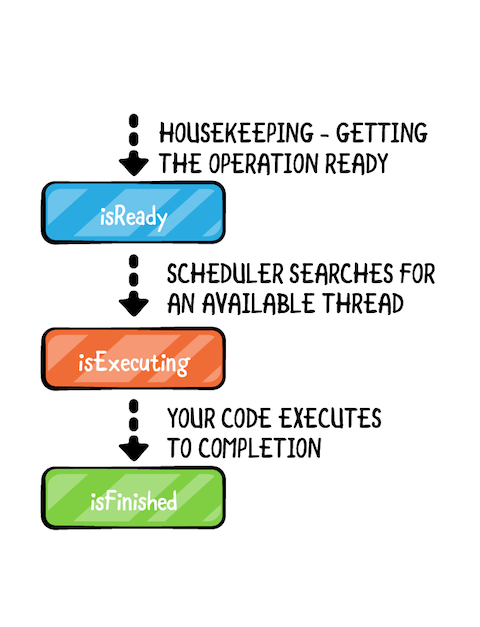 HOUSEKEEPING - GETTING
THE OPERATION READY
isReady
SCHEDULER SEARCHES FOR
AN AVAILABLE THREAD
isExecuting
YOUR CODE EXECUTES
TO COMPLETION
isFinished